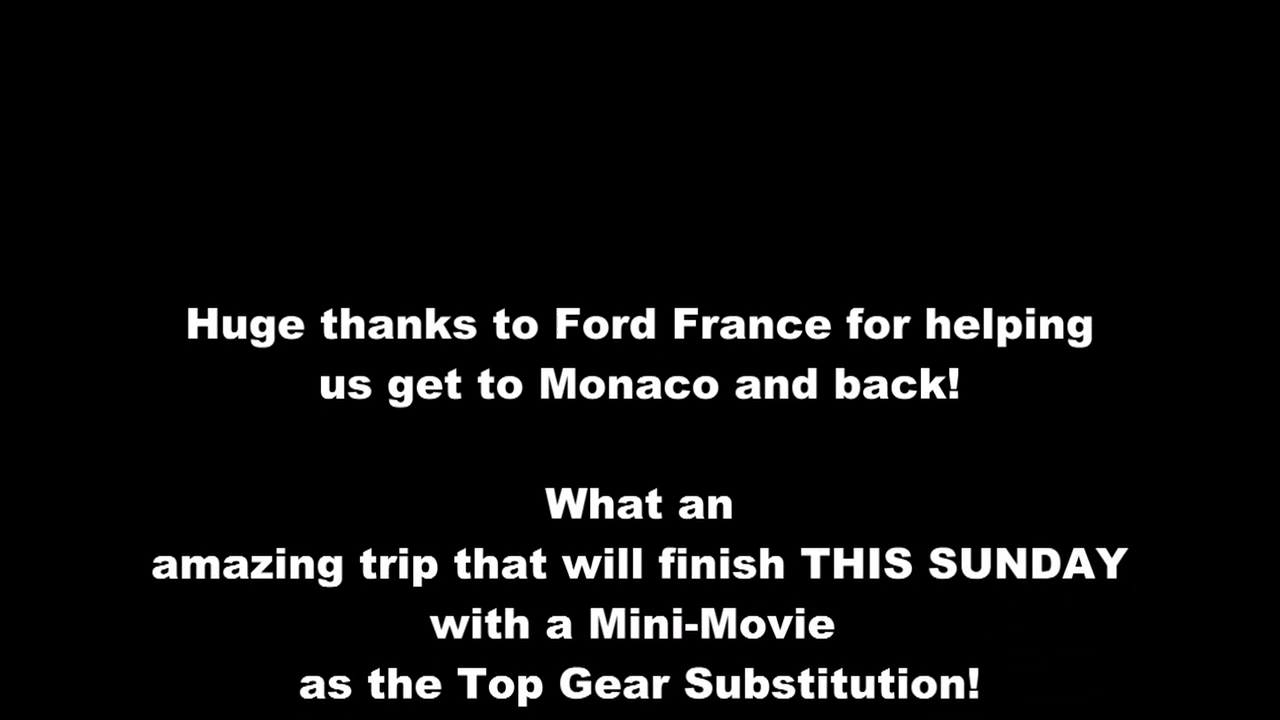 Huge thanks to Ford France for helping
us get to Monaco and back!
What an
amazing trip that will finish THIS SUNDAY
with a Mini-Movie
as the Top Gear Substitution!